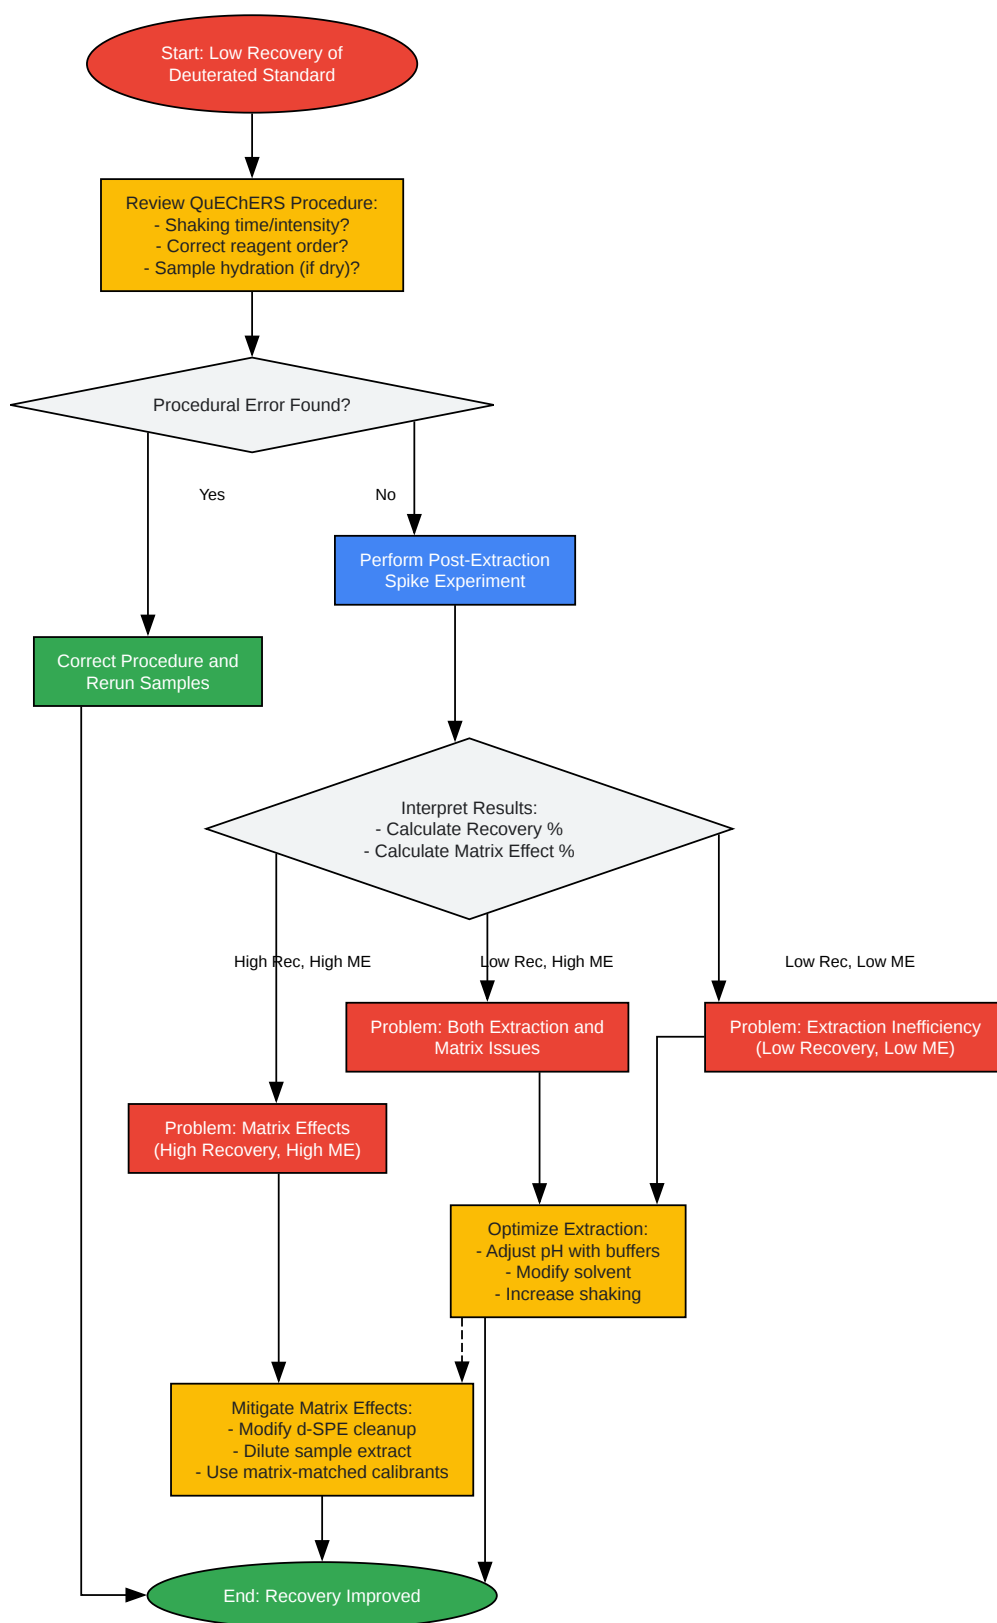 Start: Low Recovery of
Deuterated Standard
Review QuEChERS Procedure:
- Shaking time/intensity?
- Correct reagent order?
- Sample hydration (if dry)?
Procedural Error Found?
Yes
No
Perform Post-Extraction
Spike Experiment
Correct Procedure and
Rerun Samples
Interpret Results:
- Calculate Recovery %
- Calculate Matrix Effect %
High Rec, High ME
Low Rec, High ME
Low Rec, Low ME
Problem: Both Extraction and
Matrix Issues
Problem: Extraction Inefficiency
(Low Recovery, Low ME)
Problem: Matrix Effects
(High Recovery, High ME)
Optimize Extraction:
- Adjust pH with buffers
- Modify solvent
- Increase shaking
Mitigate Matrix Effects:
- Modify d-SPE cleanup
- Dilute sample extract
- Use matrix-matched calibrants
End: Recovery Improved